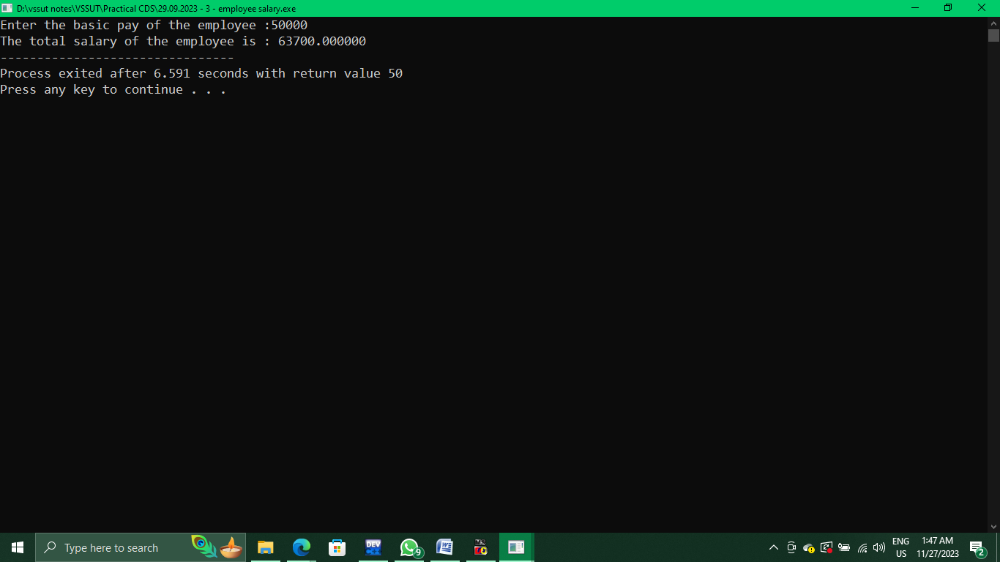 D:\vssut notes\VSSUT\Practical CDS\29.09.2023 - 3 - employee salary.exe
Enter the basic pay of the employee :50000
The total salary of the employee is : 63700.000000
--------------------------------
Process exited after 6.591 seconds with return value 50
Press any key to continue . . .
Type here to search
DEV
9
ENG
US
1:47 AM
11/27/2023
2